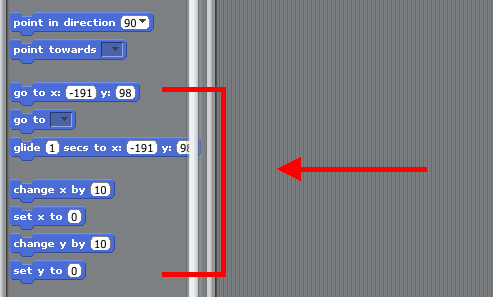 point in direction 90
point towards
go to x: -191 y: 98
go to
glide 1 secs to x: -191 y: 98
change x by 10
set x to 0
change y by 10
set y to 0